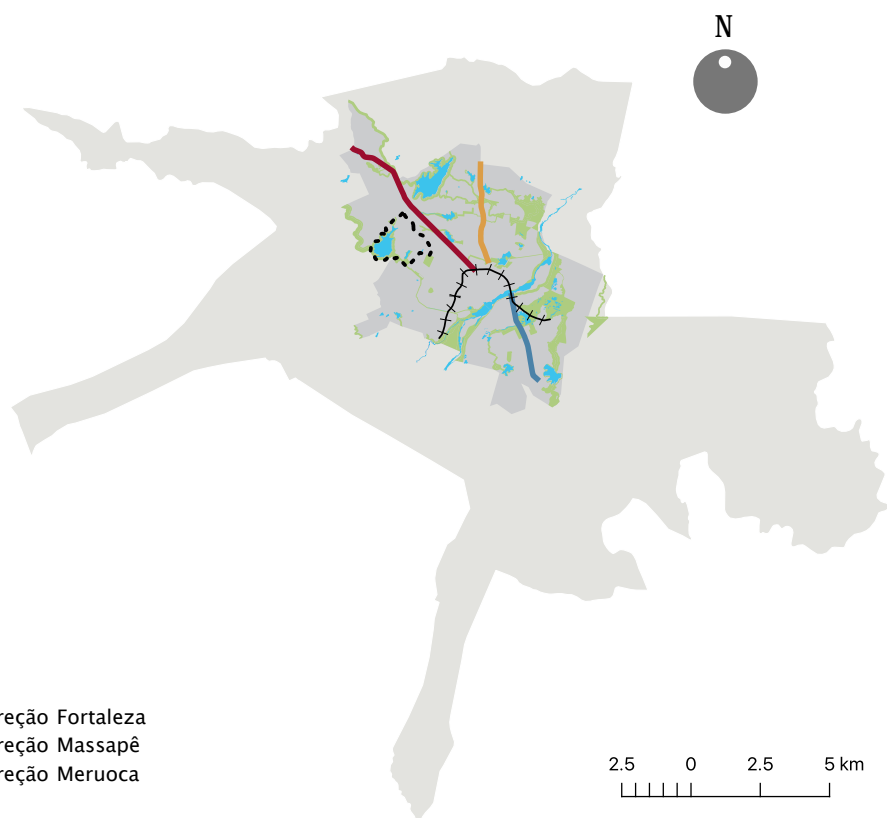 N
reção Fortaleza
reção Massapê
reção Meruoca
2.5 0 2.5 5 km